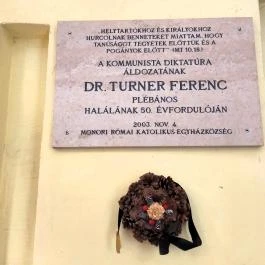 „HELYTARTÓKHOZ ÉS KIRÁLYOKHOZ
HURCOLNAK BENNETEKET MIATTAM, HOGY
TANÚSÁGOT TEGYETEK ELŐTTÜK ÉS A
POGÁNYOK ELŐTT" (MT 10,18.)
A KOMMUNISTA DIKTATÚRA
ÁLDOZATÁNAK
DR. TURNER FERENC
PLÉBÁNOS
HALÁLÁNAK 50. ÉVFORDULÓJÁN
2003. NOV. 4.
MONORI RÓMAI KATOLIKUS EGYHÁZKÖZSÉG